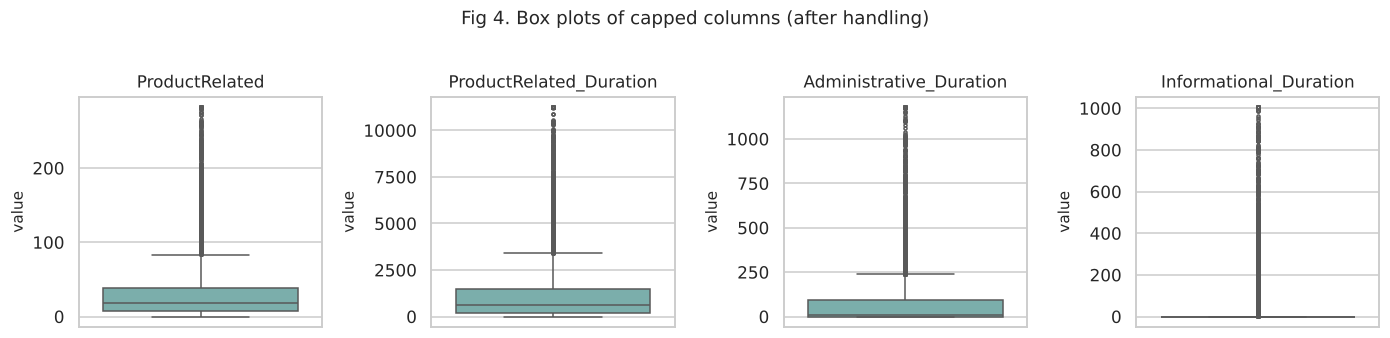 Fig 4. Box plots of capped columns (after handling)
ProductRelated
value
200
100
0
ProductRelated_Duration
value
10000
7500
5000
2500
0
Administrative_Duration
value
1000
750
500
250
0
Informational_Duration
value
1000
800
600
400
200
0